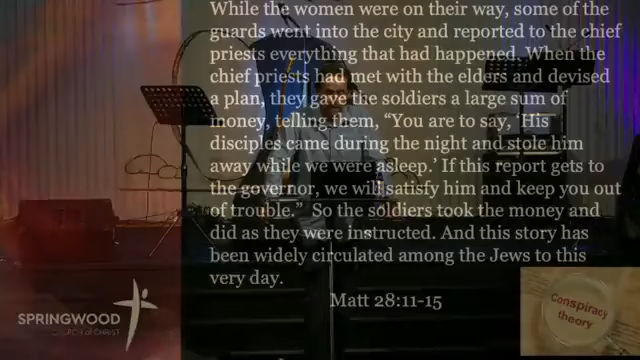 While the women were on their way, some of the
guards went into the city and reported to the chief
priests everything that had happened. When the
chief priests had met with the elders and devised
a plan, they gave the soldiers a large sum of
money, telling them, “You are to say, ‘His
disciples came during the night and stole him
away while we were asleep.’ If this report gets to
the governor, we will satisfy him and keep you out
of trouble.” So the soldiers took the money and
did as they were instructed. And this story has
been widely circulated among the Jews to this
very day.
Matt 28:11-15
Conspiracy
theory
SPRINGWOOD
CHURCH of CHRIST